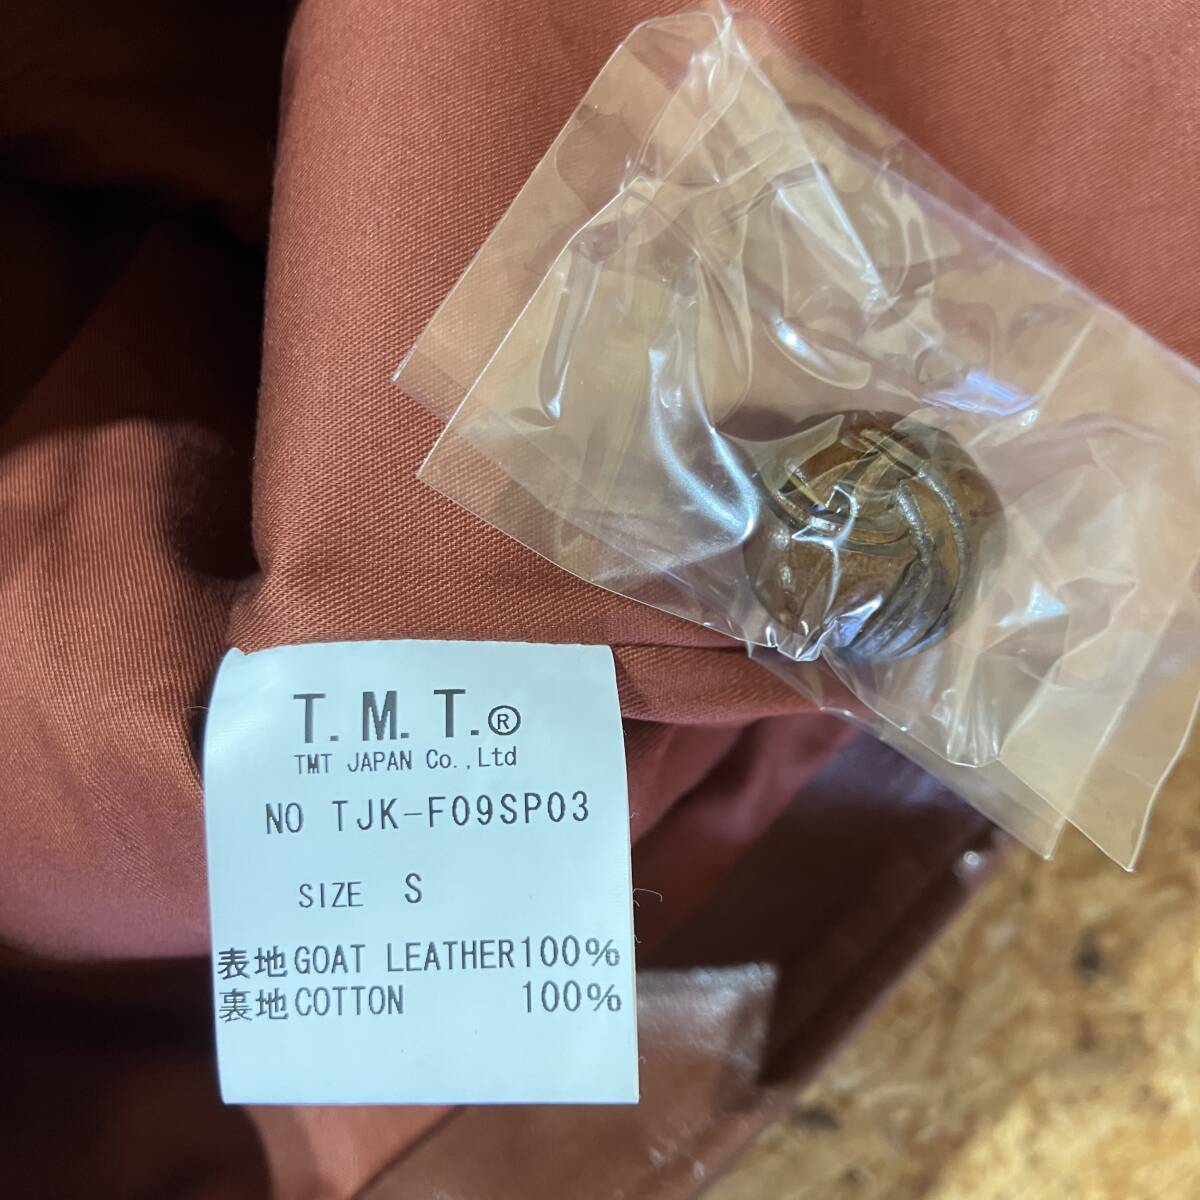 T.M.T.®
TMT JAPAN Co.,Ltd
NO TJK-F09SP03
SIZE S
表地GOAT LEATHER100%
裏地COTTON 100%